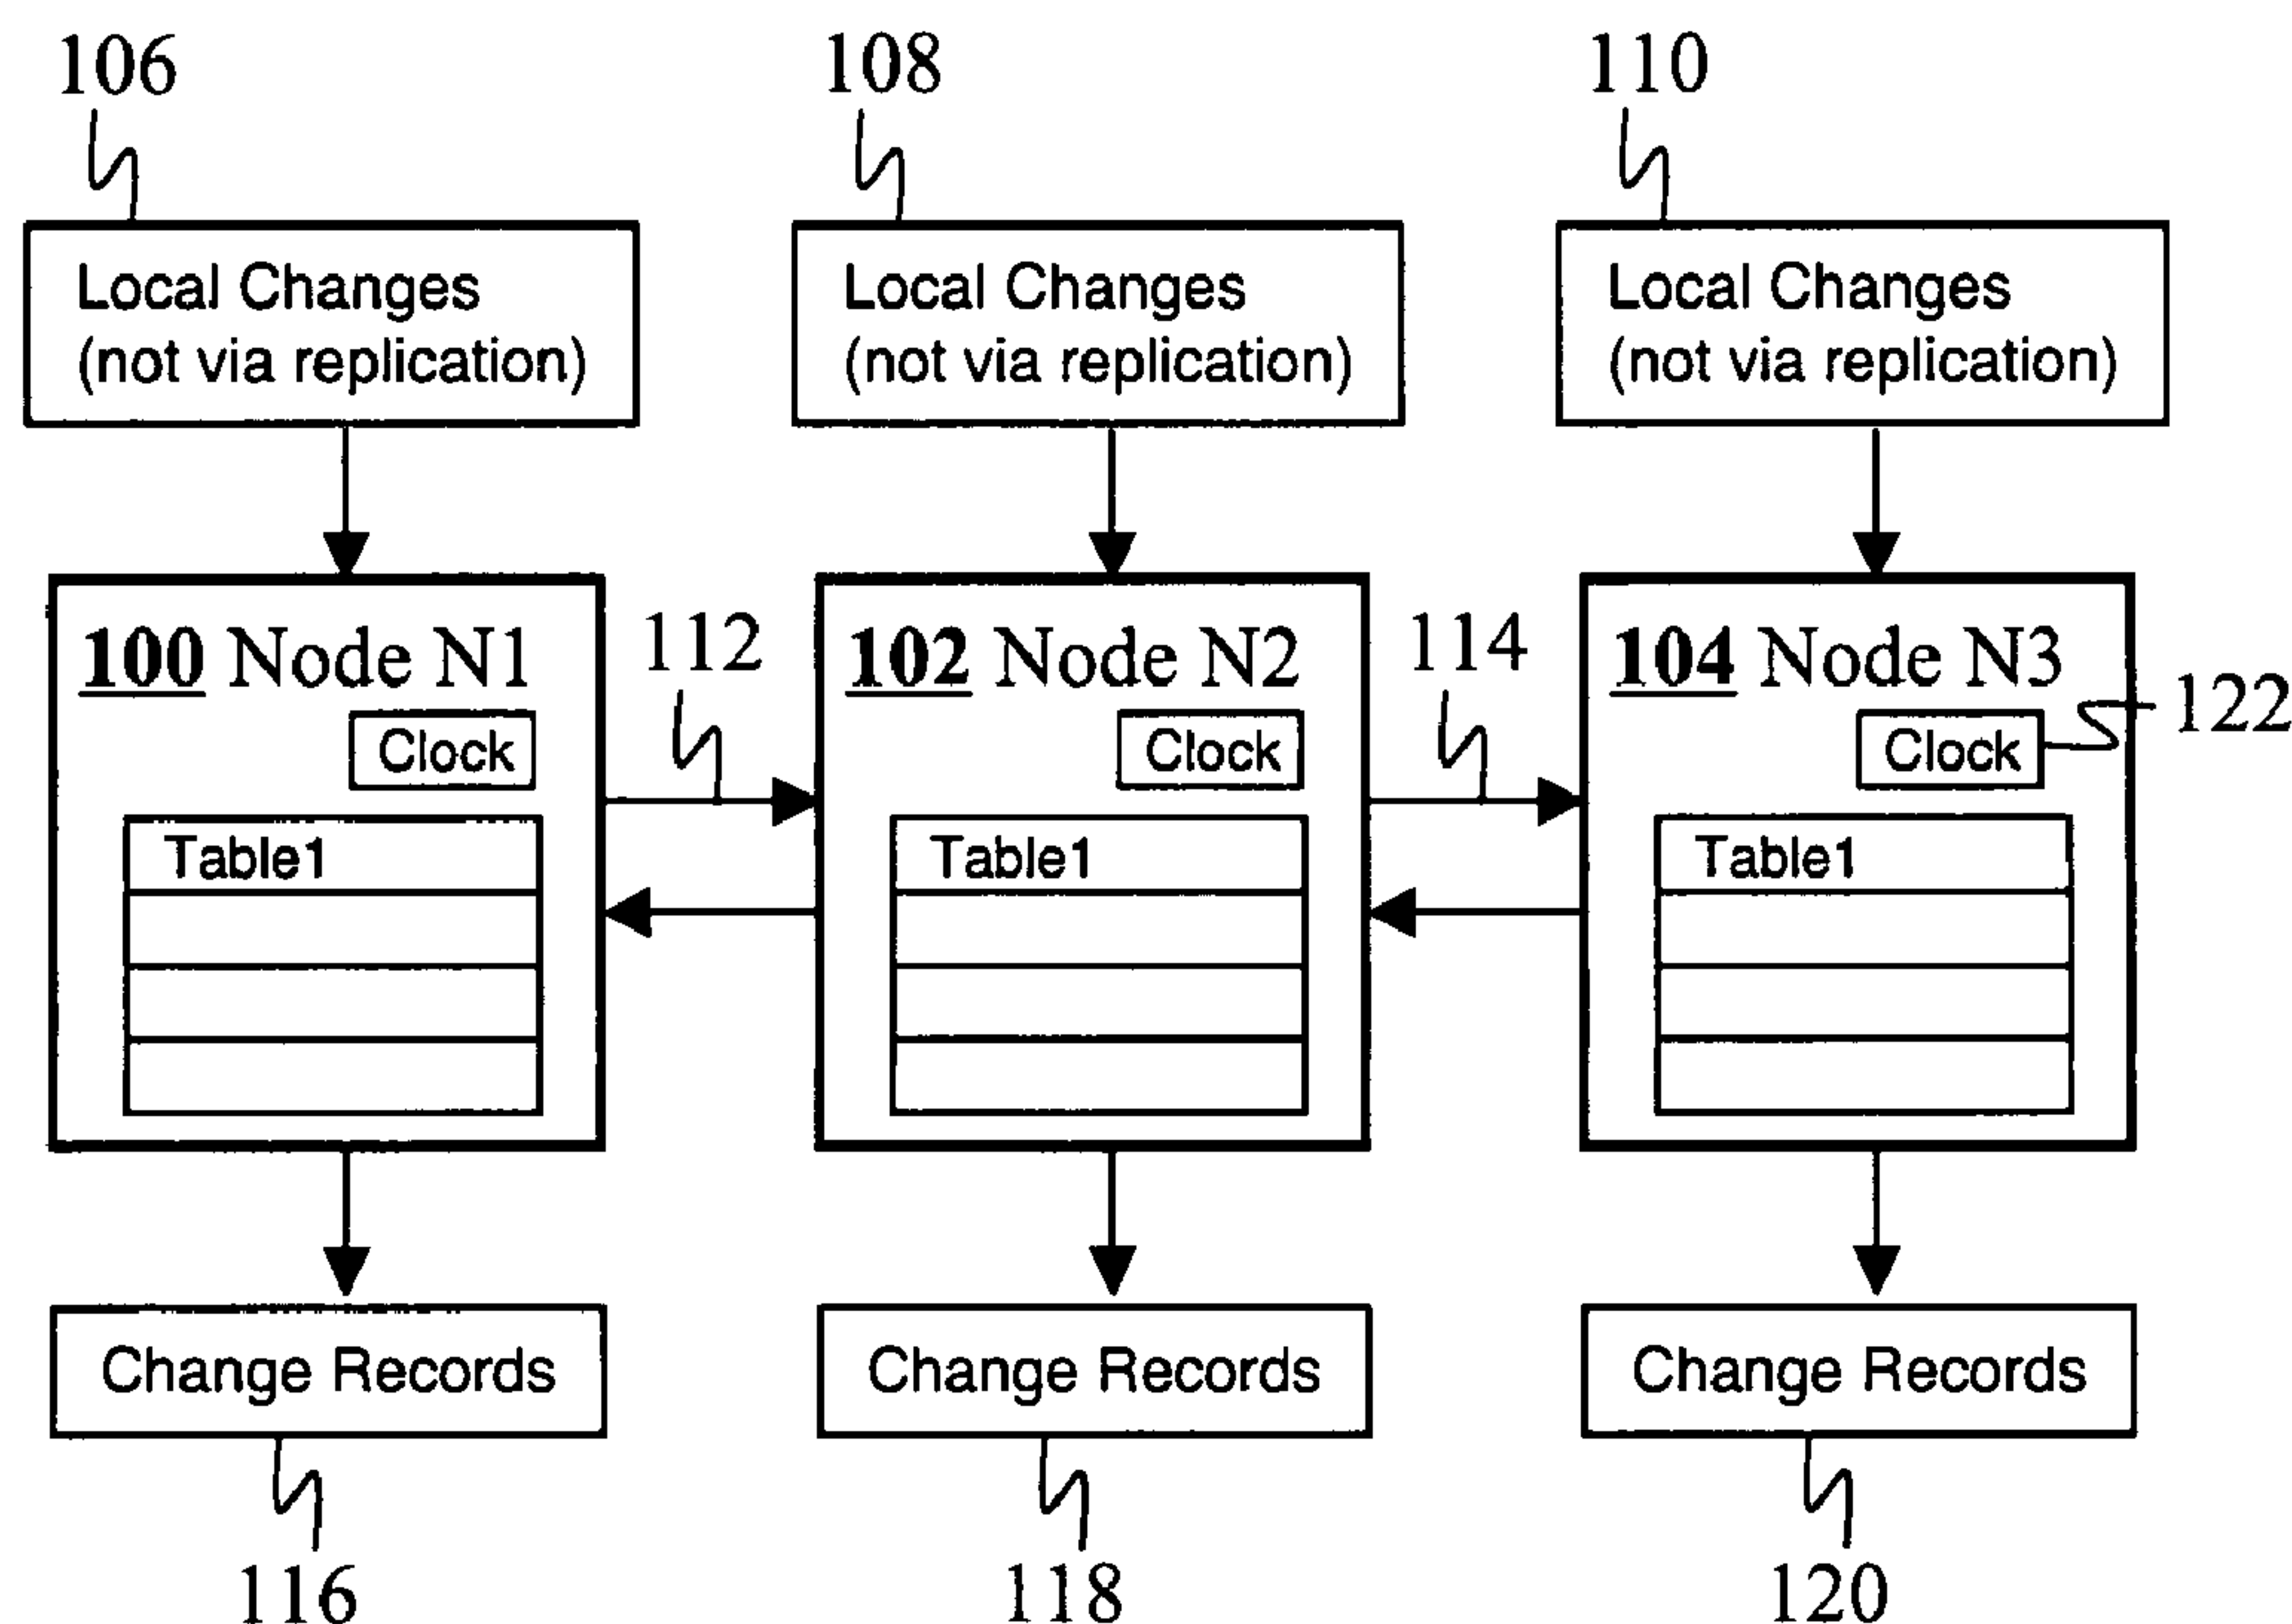 106
108
110
Local Changes
(not via replication)
Local Changes
(not via replication)
Local Changes
(not via replication)
100 Node N1
112
102 Node N2
114
104 Node N3
122
Clock
Clock
Clock
Table1
Table1
Table1
Change Records
Change Records
Change Records
116
118
120